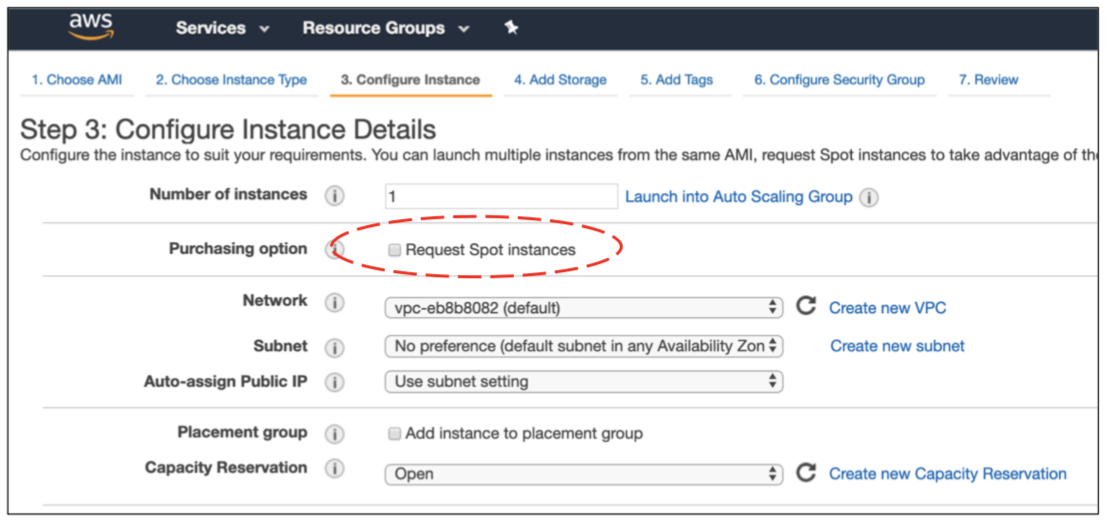 aws Services Resource Groups
1. Choose AMI 2. Choose Instance Type 3. Configure Instance 4. Add Storage 5. Add Tags 6. Configure Security Group 7. Review
Step 3: Configure Instance Details
Configure the instance to suit your requirements. You can launch multiple instances from the same AMI, request Spot instances to take advantage of the
Number of instances i 1 Launch into Auto Scaling Group i
Purchasing option i Request Spot instances
Network i vpc-eb8b8082 (default) Create new VPC
Subnet i No preference (default subnet in any Availability Zon Create new subnet
Auto-assign Public IP i Use subnet setting
Placement group i Add instance to placement group
Capacity Reservation i Open Create new Capacity Reservation